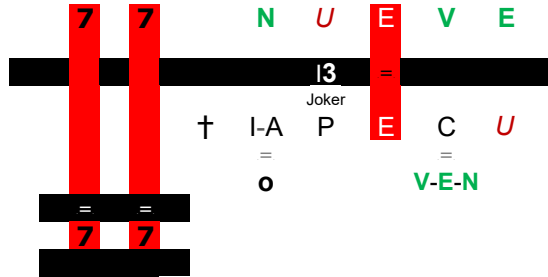 7 7 N U E V E
I3 =
Joker
† I-A P E C U
= =
o V-E-N
= =
7 7